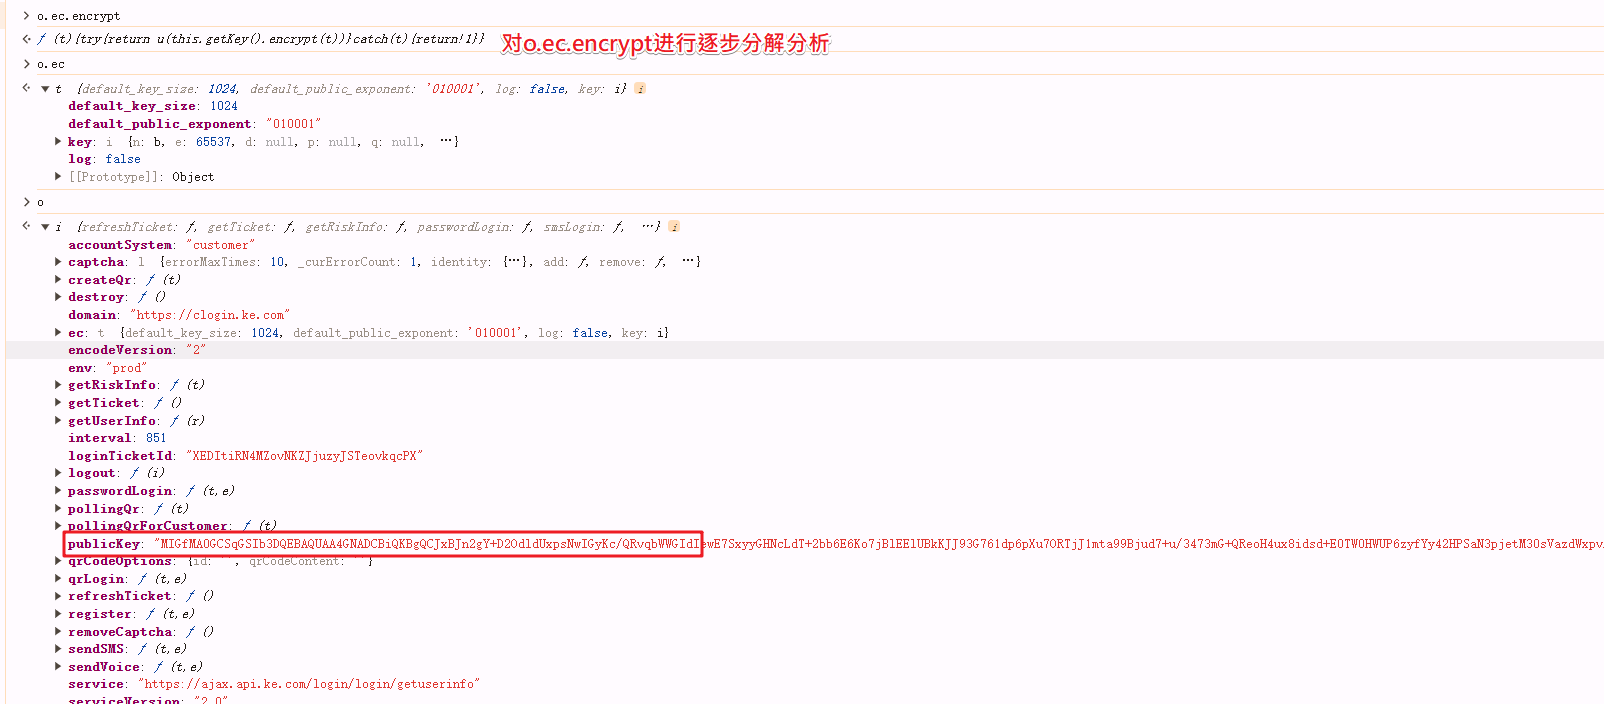 > o.ec.encrypt
f (t){try{return u(this.getKey().encrypt(t))}catch(t){return!1}}
对o.ec.encrypt进行逐步分解分析
> o.ec
t {default_key_size: 1024, default_public_exponent: '010001', log: false, key: i} i
default_key_size: 1024
default_public_exponent: "010001"
key: i {n: b, e: 65537, d: null, p: null, q: null, …}
log: false
[[Prototype]]: Object
> o
i {refreshTicket: f, getTicket: f, getRiskInfo: f, passwordLogin: f, smsLogin: f, …} i
accountSystem: "customer"
captcha: l {errorMaxTimes: 10, _curErrorCount: 1, identity: {…}, add: f, remove: f, …}
createQr: f (t)
destroy: f ()
domain: "https://clogin.ke.com"
ec: t {default_key_size: 1024, default_public_exponent: '010001', log: false, key: i}
encodeVersion: "2"
env: "prod"
getRiskInfo: f (t)
getTicket: f ()
getUserInfo: f (r)
interval: 851
loginTicketId: "XEDItiRN4MZovNKZJjuzyJSTeovkqcPX"
logout: f (i)
passwordLogin: f (t,e)
pollingQr: f (t)
pollingQrForCustomer: f (t)
publicKey: "MIGfMA0GCSqGSIb3DQEBAQUAA4GNADCBiQKBgQCJxBJn2gY+D2OdldUxpsNwIGyKc/QRvqbWWGIdIewE7SxyyGHNcLdT+2bb6E6Ko7jBlEElUBkKJJ93G761dp6pXu7ORTjJ1mta99Bjud7+u/3473mG+QReoH4ux8idsd+E0TW0HWUP6zyfYy42HPSaN3pjetM30sVazdWxpv
qrCodeOptions: {id: '', qrCodeContent: ''}
qrLogin: f (t,e)
refreshTicket: f ()
register: f (t,e)
removeCaptcha: f ()
sendSMS: f (t,e)
sendVoice: f (t,e)
service: "https://ajax.api.ke.com/login/login/getuserinfo"
serviceVersion: "2.0"